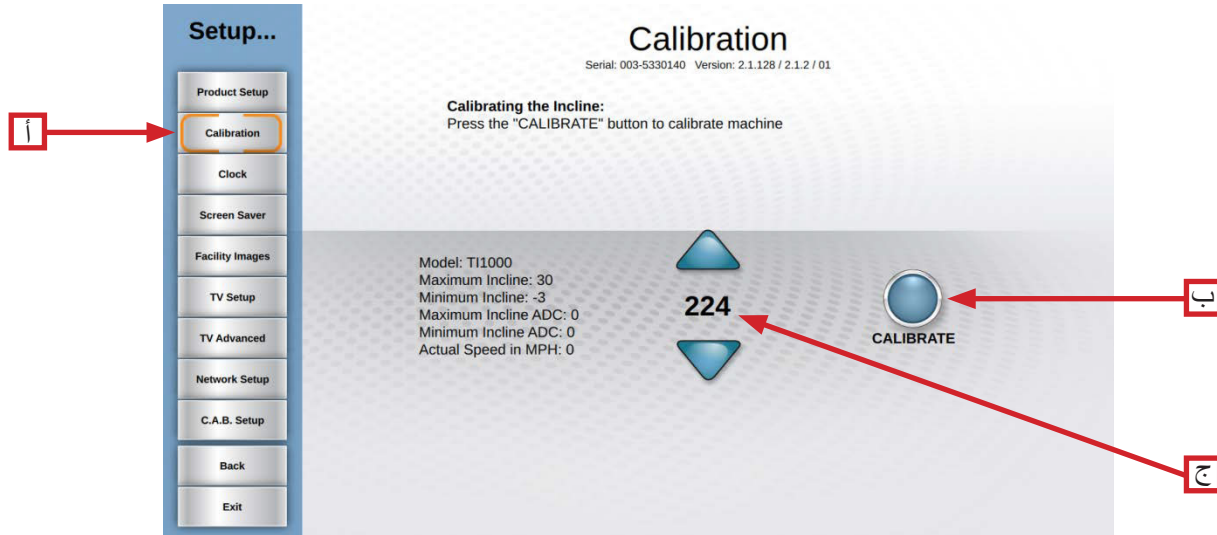 Setup...
Product Setup
Calibration
Clock
Screen Saver
Facility Images
TV Setup
TV Advanced
Network Setup
C.A.B. Setup
Back
Exit
أ
Calibration
Serial: 003-5330140 Version: 2.1.128 / 2.1.2 / 01
Calibrating the Incline:
Press the "CALIBRATE" button to calibrate machine
Model: TI1000
Maximum Incline: 30
Minimum Incline: -3
Maximum Incline ADC: 0
Minimum Incline ADC: 0
Actual Speed in MPH: 0
224
CALIBRATE
ب
ج